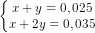 x + y = 0,025
x + 2y = 0,035